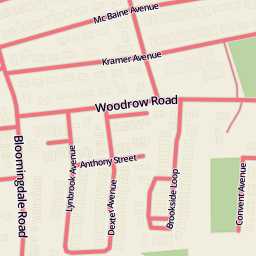 Mc Baine Avenue
Kramer Avenue
Woodrow Road
Bloomingdale Road
Lynbrook Avenue
Anthony Street
Dexter Avenue
Brookside Loop
Convent Avenue